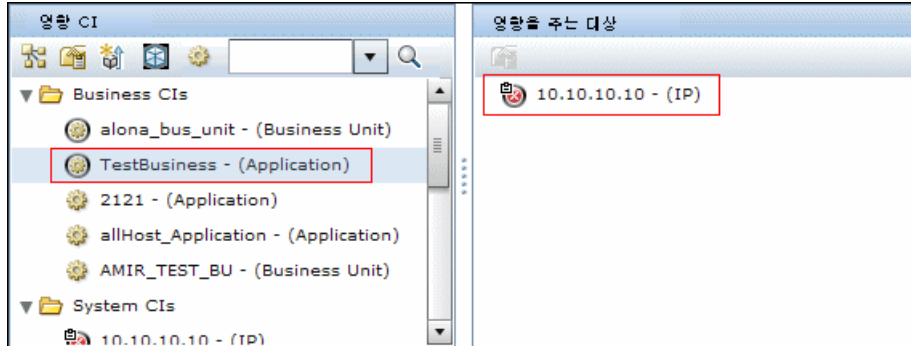 영향 CI
Business CIs
alona_bus_unit - (Business Unit)
TestBusiness - (Application)
2121 - (Application)
allHost_Application - (Application)
AMIR_TEST_BU - (Business Unit)
System CIs
10.10.10.10 - (IP)
영향을 주는 대상
10.10.10.10 - (IP)